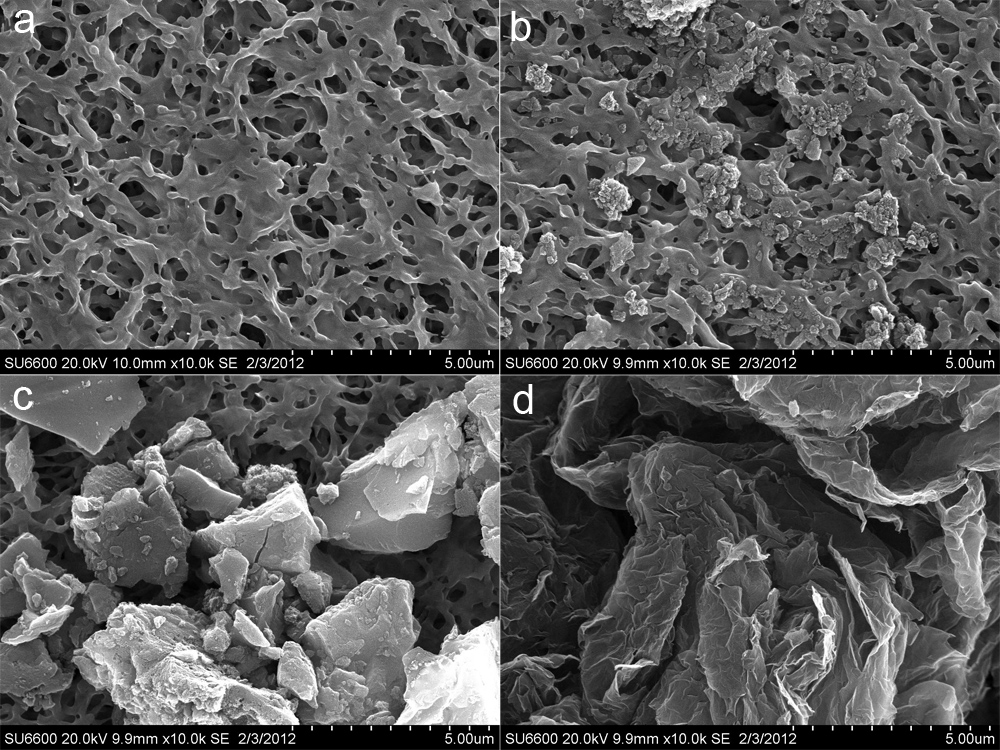 a
b
SU6600 20.0kV 10.0mm x10.0k SE 2/3/2012 5.00um
SU6600 20.0kV 9.9mm x10.0k SE 2/3/2012 5.00um
c
d
SU6600 20.0kV 9.9mm x10.0k SE 2/3/2012 5.00um
SU6600 20.0kV 9.9mm x10.0k SE 2/3/2012 5.00um